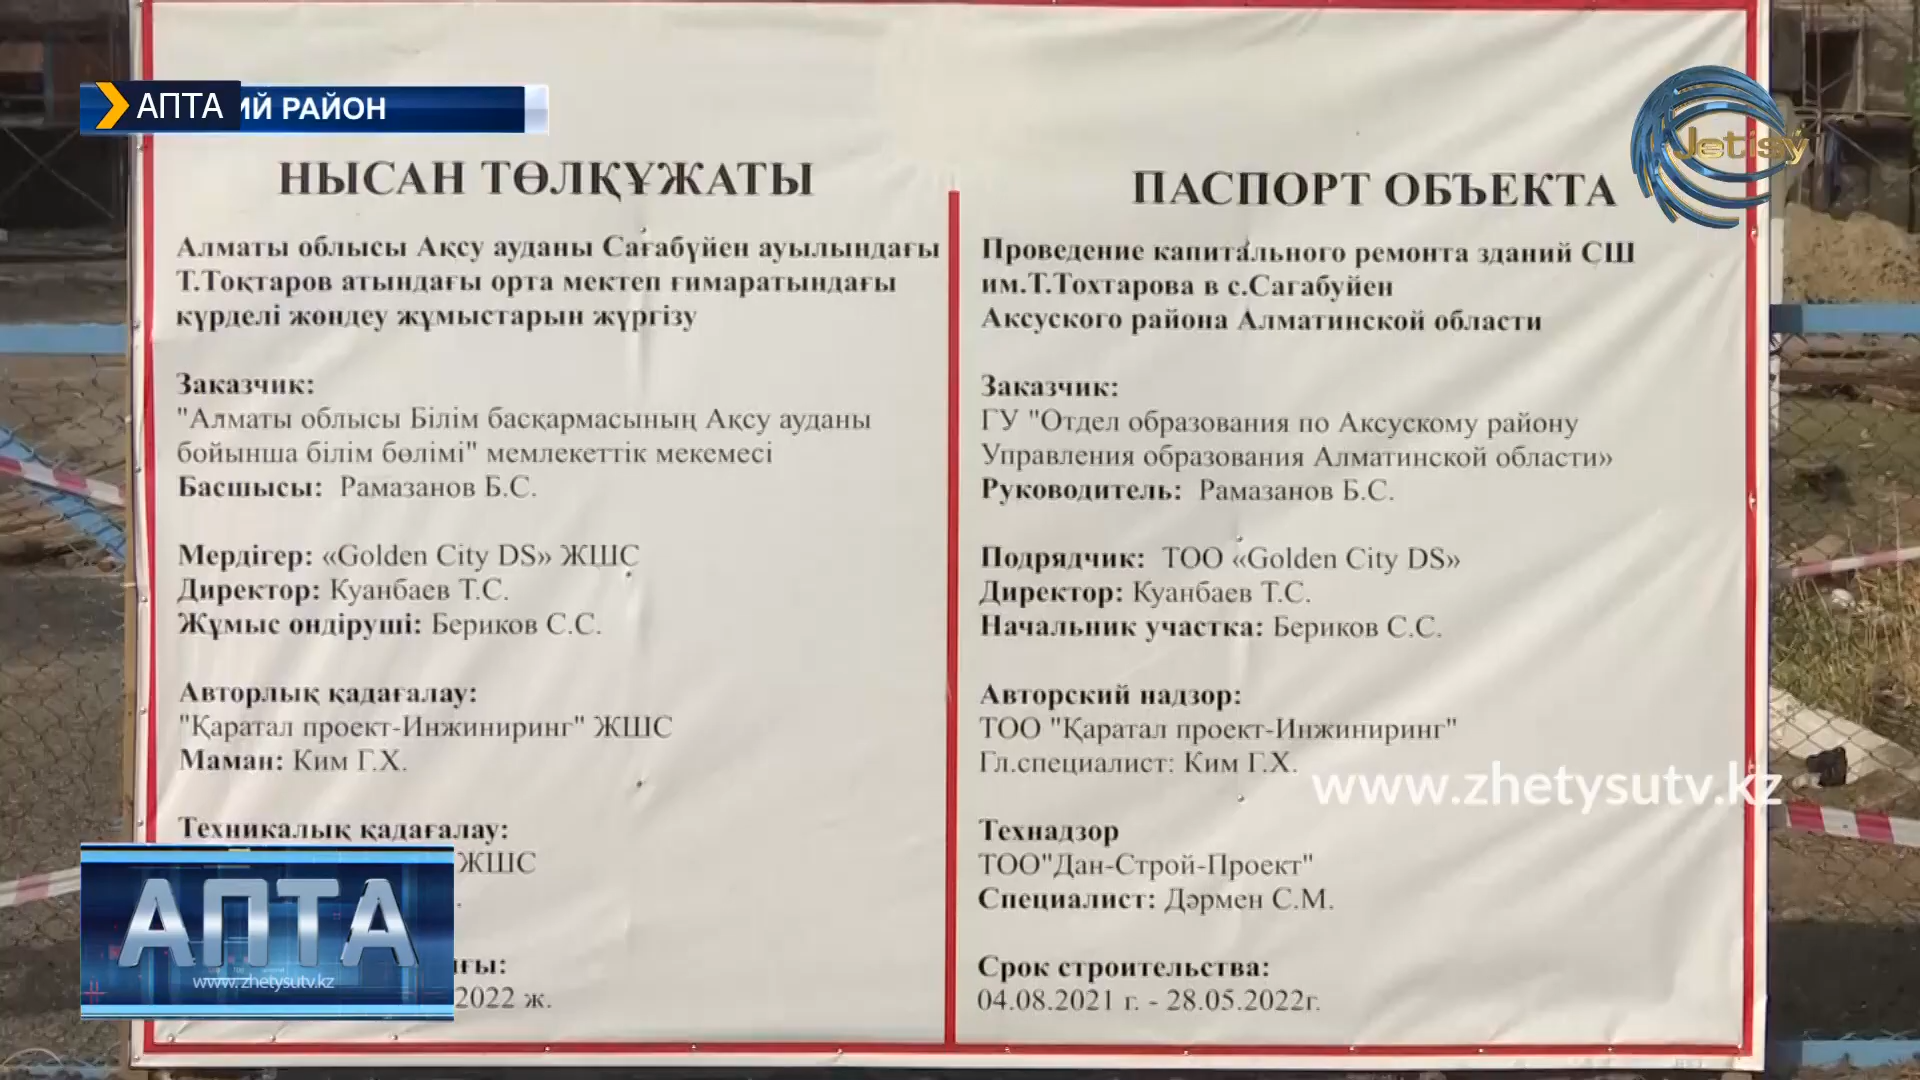 АПТА
ИЙ РАЙОН
Jetisý
НЫСАН ТӨЛҚҰЖАТЫ
Алматы облысы Ақсу ауданы Сағабүйен ауылындағы
Т.Тоқтаров атындағы орта мектеп ғимаратындағы
күрделі жөндеу жұмыстарын жүргізу
Заказчик:
"Алматы облысы Білім басқармасының Ақсу ауданы
бойынша білім бөлімі" мемлекеттік мекемесі
Басшысы: Рамазанов Б.С.
Мердігер: «Golden City DS» ЖШС
Директор: Куанбаев Т.С.
Жұмыс өндіруші: Бериков С.С.
Авторлық қадағалау:
"Қаратал проект-Инжиниринг" ЖШС
Маман: Ким Г.Х.
Техникалық қадағалау:
ЖШС
ғы:
2022 ж.
ПАСПОРТ ОБЪЕКТА
Проведение капитального ремонта зданий СШ
им.Т.Тохтарова в с.Сагабуйен
Аксуского района Алматинской области
Заказчик:
ГУ "Отдел образования по Аксускому району
Управления образования Алматинской области»
Руководитель: Рамазанов Б.С.
Подрядчик: ТОО «Golden City DS»
Директор: Куанбаев Т.С.
Начальник участка: Бериков С.С.
Авторский надзор:
ТОО "Қаратал проект-Инжиниринг"
Гл.специалист: Ким Г.Х.
Технадзор
ТОО"Дан-Строй-Проект"
Специалист: Дәрмен С.М.
Срок строительства:
04.08.2021 г. - 28.05.2022г.
www.zhetysutv.kz
АПТА
www.zhetysutv.kz